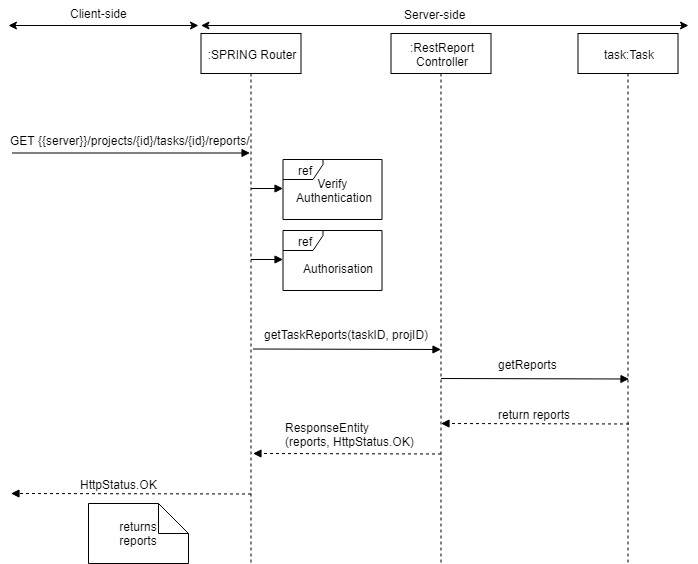 Client-side
Server-side
:SPRING Router
:RestReport
Controller
task:Task
GET {{server}}/projects/{id}/tasks/{id}/reports/
ref
Verify
Authentication
ref
Authorisation
getTaskReports(taskID, projID)
getReports
return reports
ResponseEntity
(reports, HttpStatus.OK)
HttpStatus.OK
returns
reports